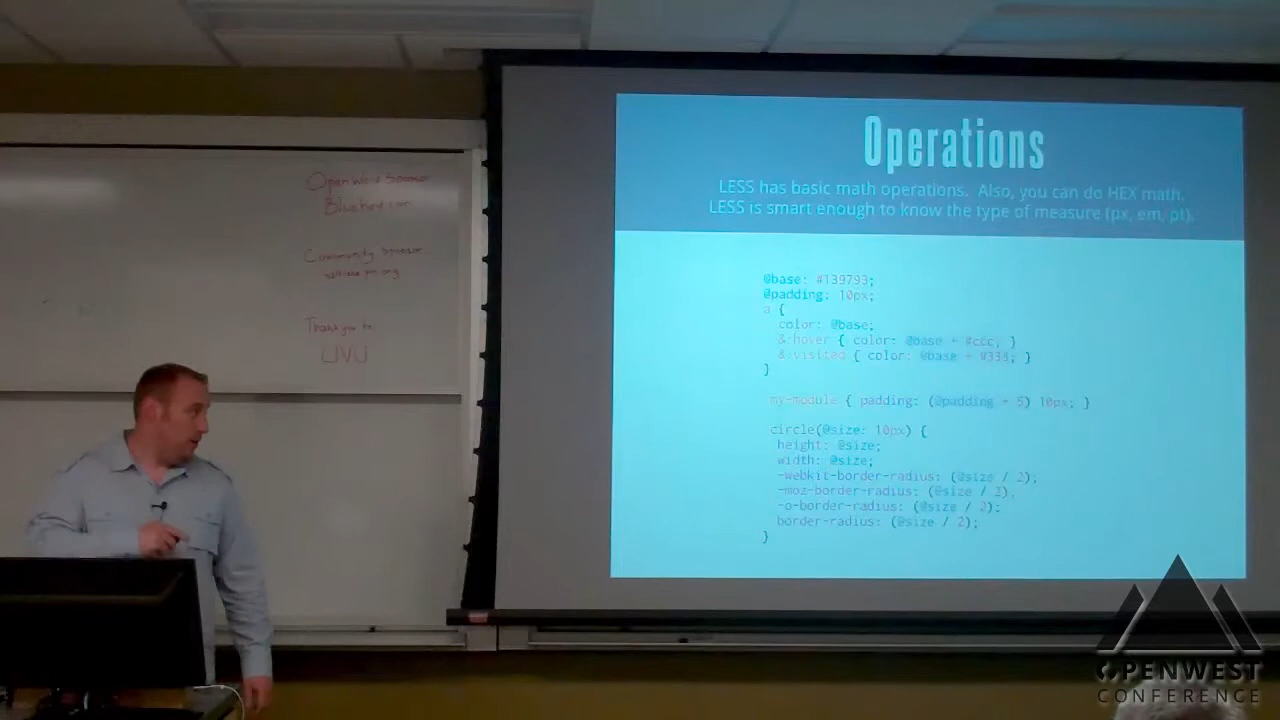 Operations
LESS has basic math operations. Also, you can do HEX math.
LESS is smart enough to know the type of measure (px, em, pt).
@base: #139793;
@padding: 10px;
a {
color: @base;
&:hover { color: @base + #ccc; }
&:visited { color: @base + #333; }
}
my-module { padding: (@padding + 5) 10px; }
circle(@size: 10px) {
height: @size;
width: @size;
-webkit-border-radius: (@size / 2);
-moz-border-radius: (@size / 2);
-o-border-radius: (@size / 2);
border-radius: (@size / 2);
}
OpenWest Sponsor
Community Sponsor
Thank you to
UVU
OPENWEST
CONFERENCE